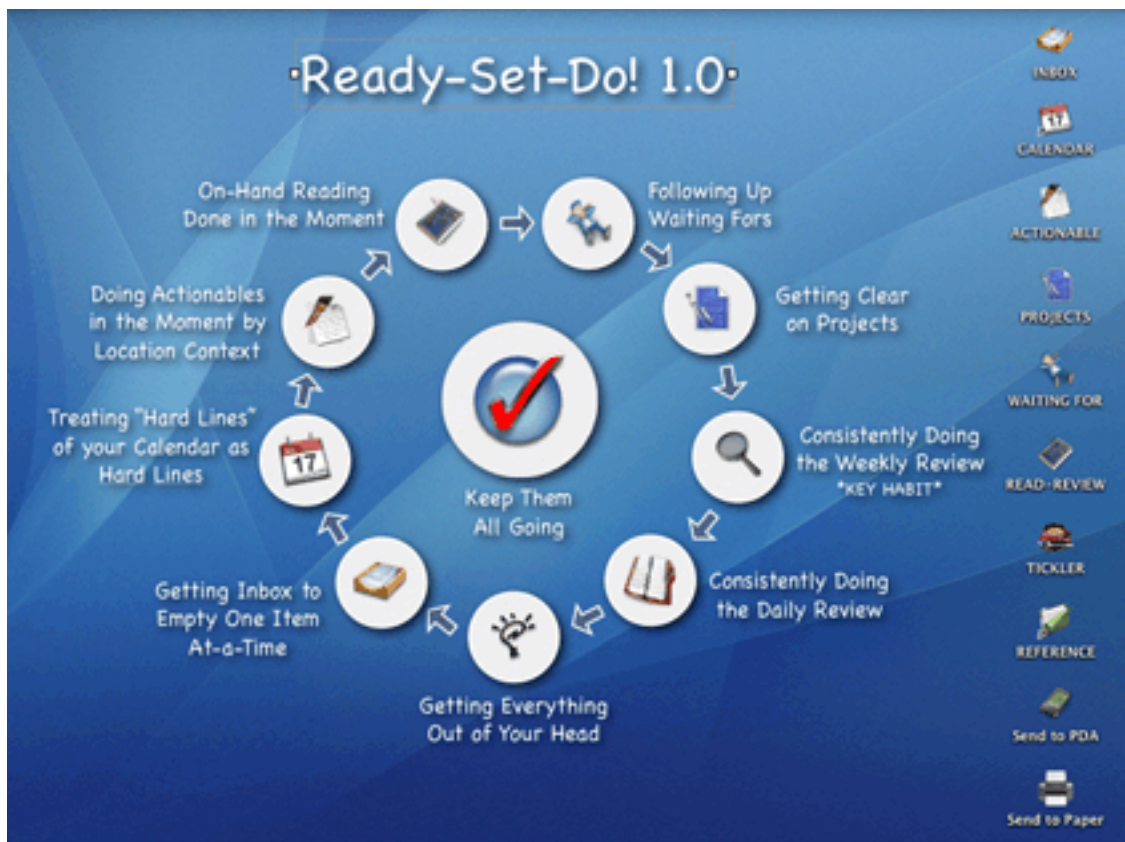 Ready-Set-Do! 1.0
On-Hand Reading
Done in the Moment
Following Up
Waiting Fors
Getting Clear
on Projects
Consistently Doing
the Weekly Review
*KEY HABIT*
Consistently Doing
the Daily Review
Getting Everything
Out of Your Head
Getting Inbox to
Empty One Item
At-a-Time
Treating "Hard Lines"
of your Calendar as
Hard Lines
17
Doing Actionables
in the Moment by
Location Context
Keep Them
All Going
INBOX
17
CALENDAR
ACTIONABLE
PROJECTS
WAITING FOR
READ-REVIEW
TICKLER
REFERENCE
Send to PDA
Send to Paper